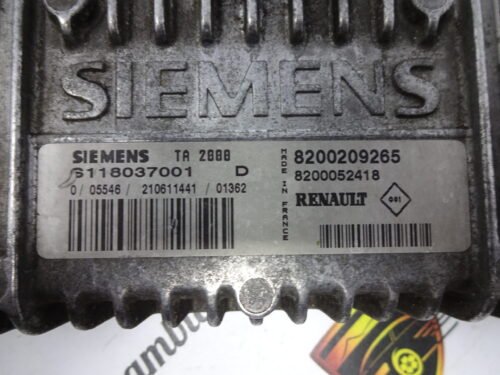 SIEMENS
SIEMENS TA 2000
S118037001 D
0 / 05546 / 210611441 / 01362
MADE IN FRANCE
8200209265
8200052418
RENAULT